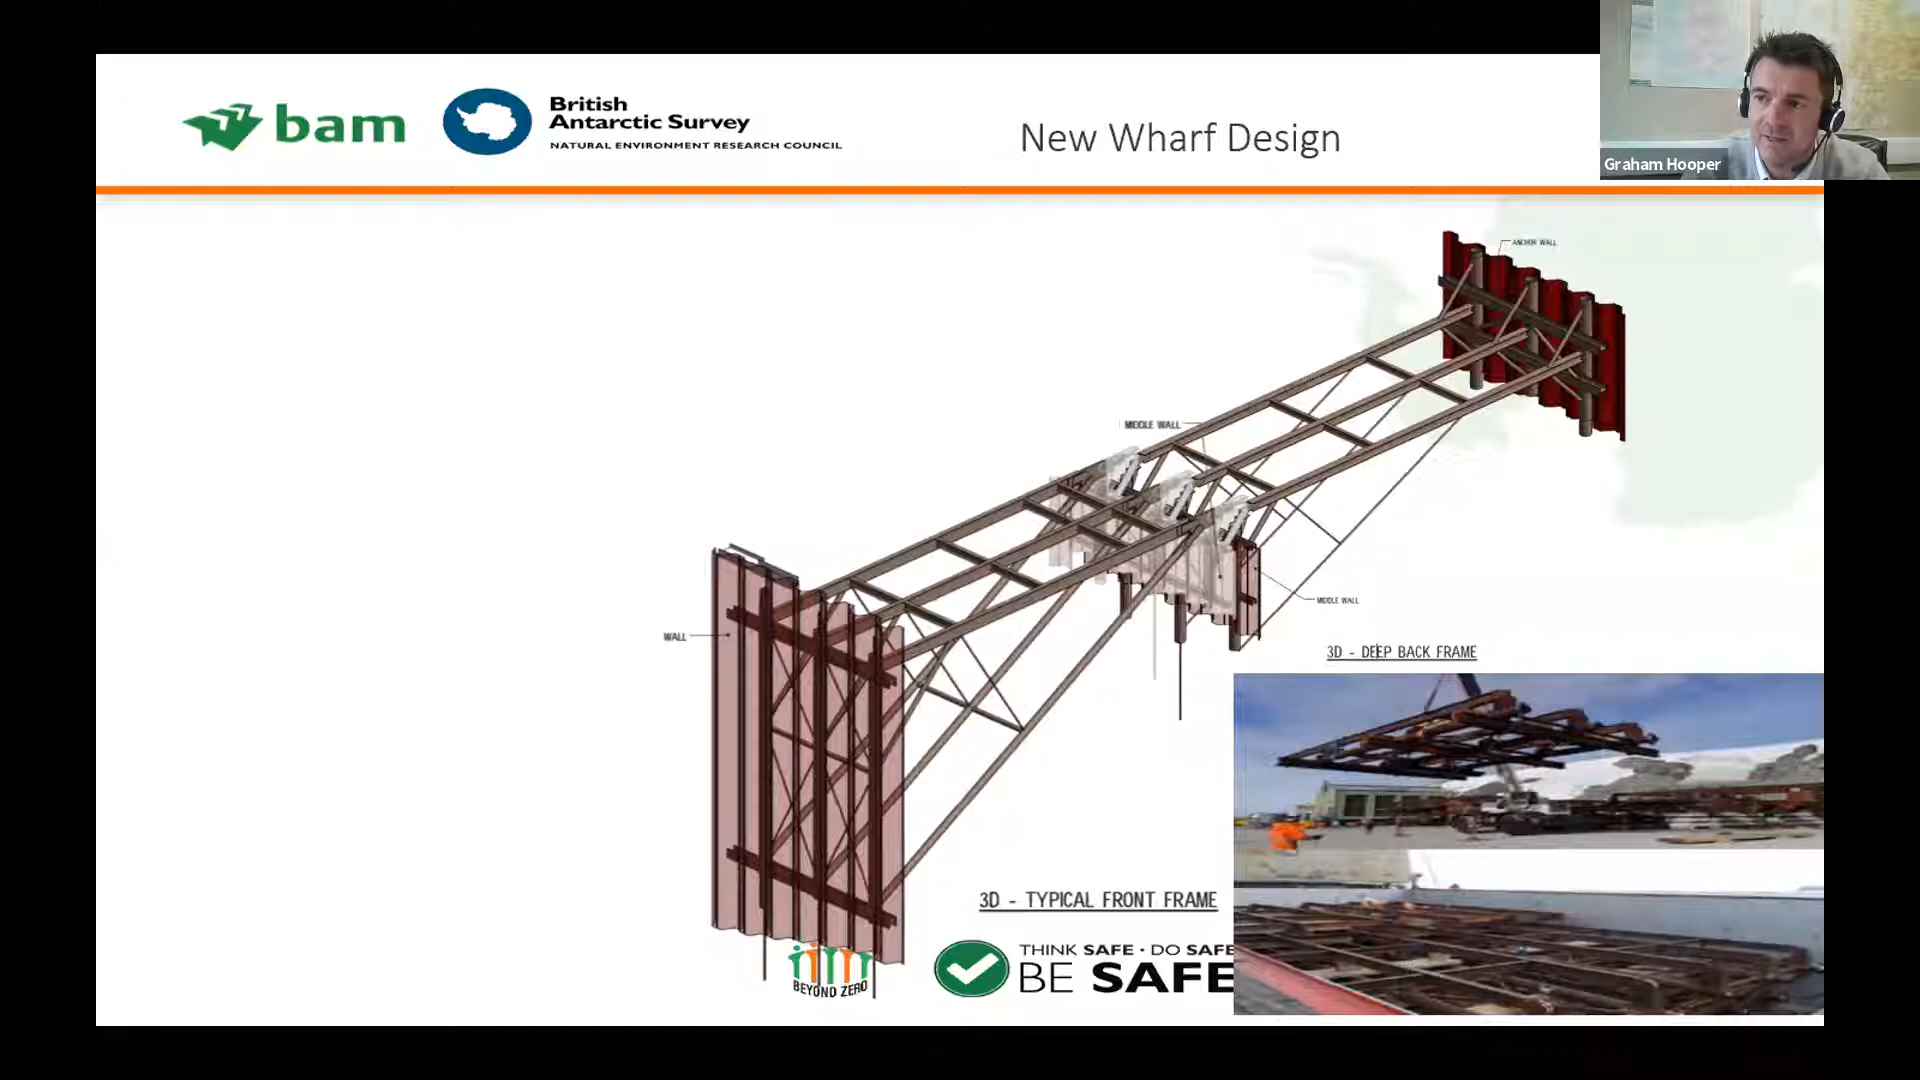 bam
British
Antarctic Survey
NATURAL ENVIRONMENT RESEARCH COUNCIL
New Wharf Design
Graham Hooper
ANCHOR WALL
MIDDLE WALL
WALL
MIDDLE WALL
3D - DEEP BACK FRAME
3D - TYPICAL FRONT FRAME
BEYOND ZERO
THINK SAFE · DO SAFE
BE SAFE